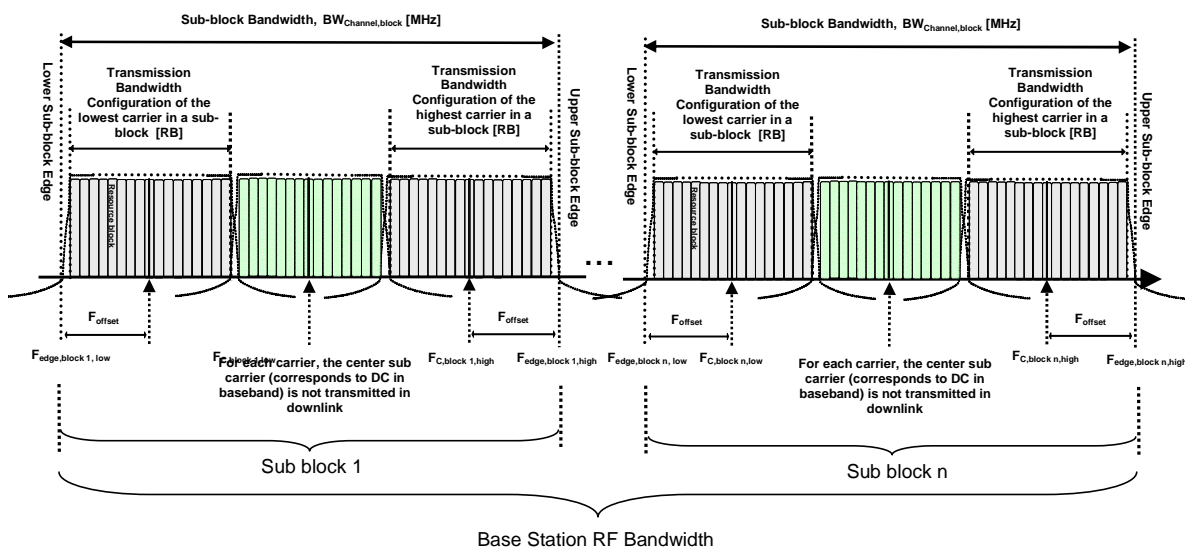 Sub-block Bandwidth, BWChannel,block [MHz]
Lower Sub-block Edge
Transmission
Bandwidth
Configuration of the
lowest carrier in a sub-
block [RB]
Transmission
Bandwidth
Configuration of the
highest carrier in a
sub-block [RB]
Upper Sub-block Edge
Resource block
Foffset
Foffset
Fedge,block 1, low
FC,block 1,low
FC,block 1,high
Fedge,block 1,high
For each carrier, the center sub
carrier (corresponds to DC in
baseband) is not transmitted in
downlink
Sub block 1
...
Sub-block Bandwidth, BWChannel,block [MHz]
Lower Sub-block Edge
Transmission
Bandwidth
Configuration of the
lowest carrier in a
sub-block [RB]
Transmission
Bandwidth
Configuration of the
highest carrier in a
sub-block [RB]
Upper Sub-block Edge
Resource block
Foffset
Foffset
Fedge,block n, low
FC,block n,low
FC,block n,high
Fedge,block n,high
For each carrier, the center sub
carrier (corresponds to DC in
baseband) is not transmitted in
downlink
Sub block n
Base Station RF Bandwidth